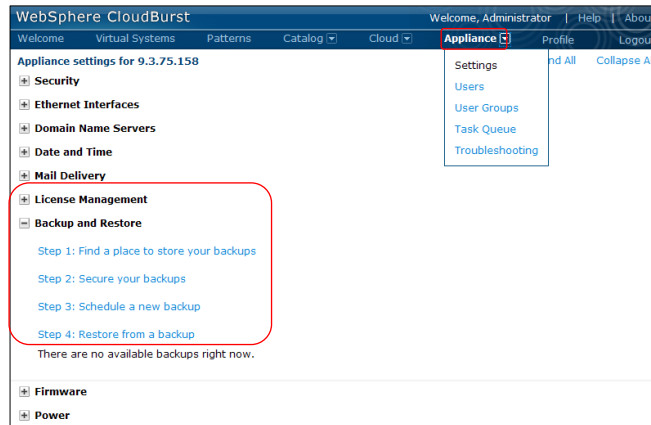 WebSphere CloudBurst
Welcome, Administrator | Help | Abou
Welcome Virtual Systems Patterns Catalog Cloud Appliance Profile Logou
Appliance settings for 9.3.75.158
nd All Collapse A
Settings
Users
User Groups
Task Queue
Troubleshooting
Security
Ethernet Interfaces
Domain Name Servers
Date and Time
Mail Delivery
License Management
Backup and Restore
Step 1: Find a place to store your backups
Step 2: Secure your backups
Step 3: Schedule a new backup
Step 4: Restore from a backup
There are no available backups right now.
Firmware
Power